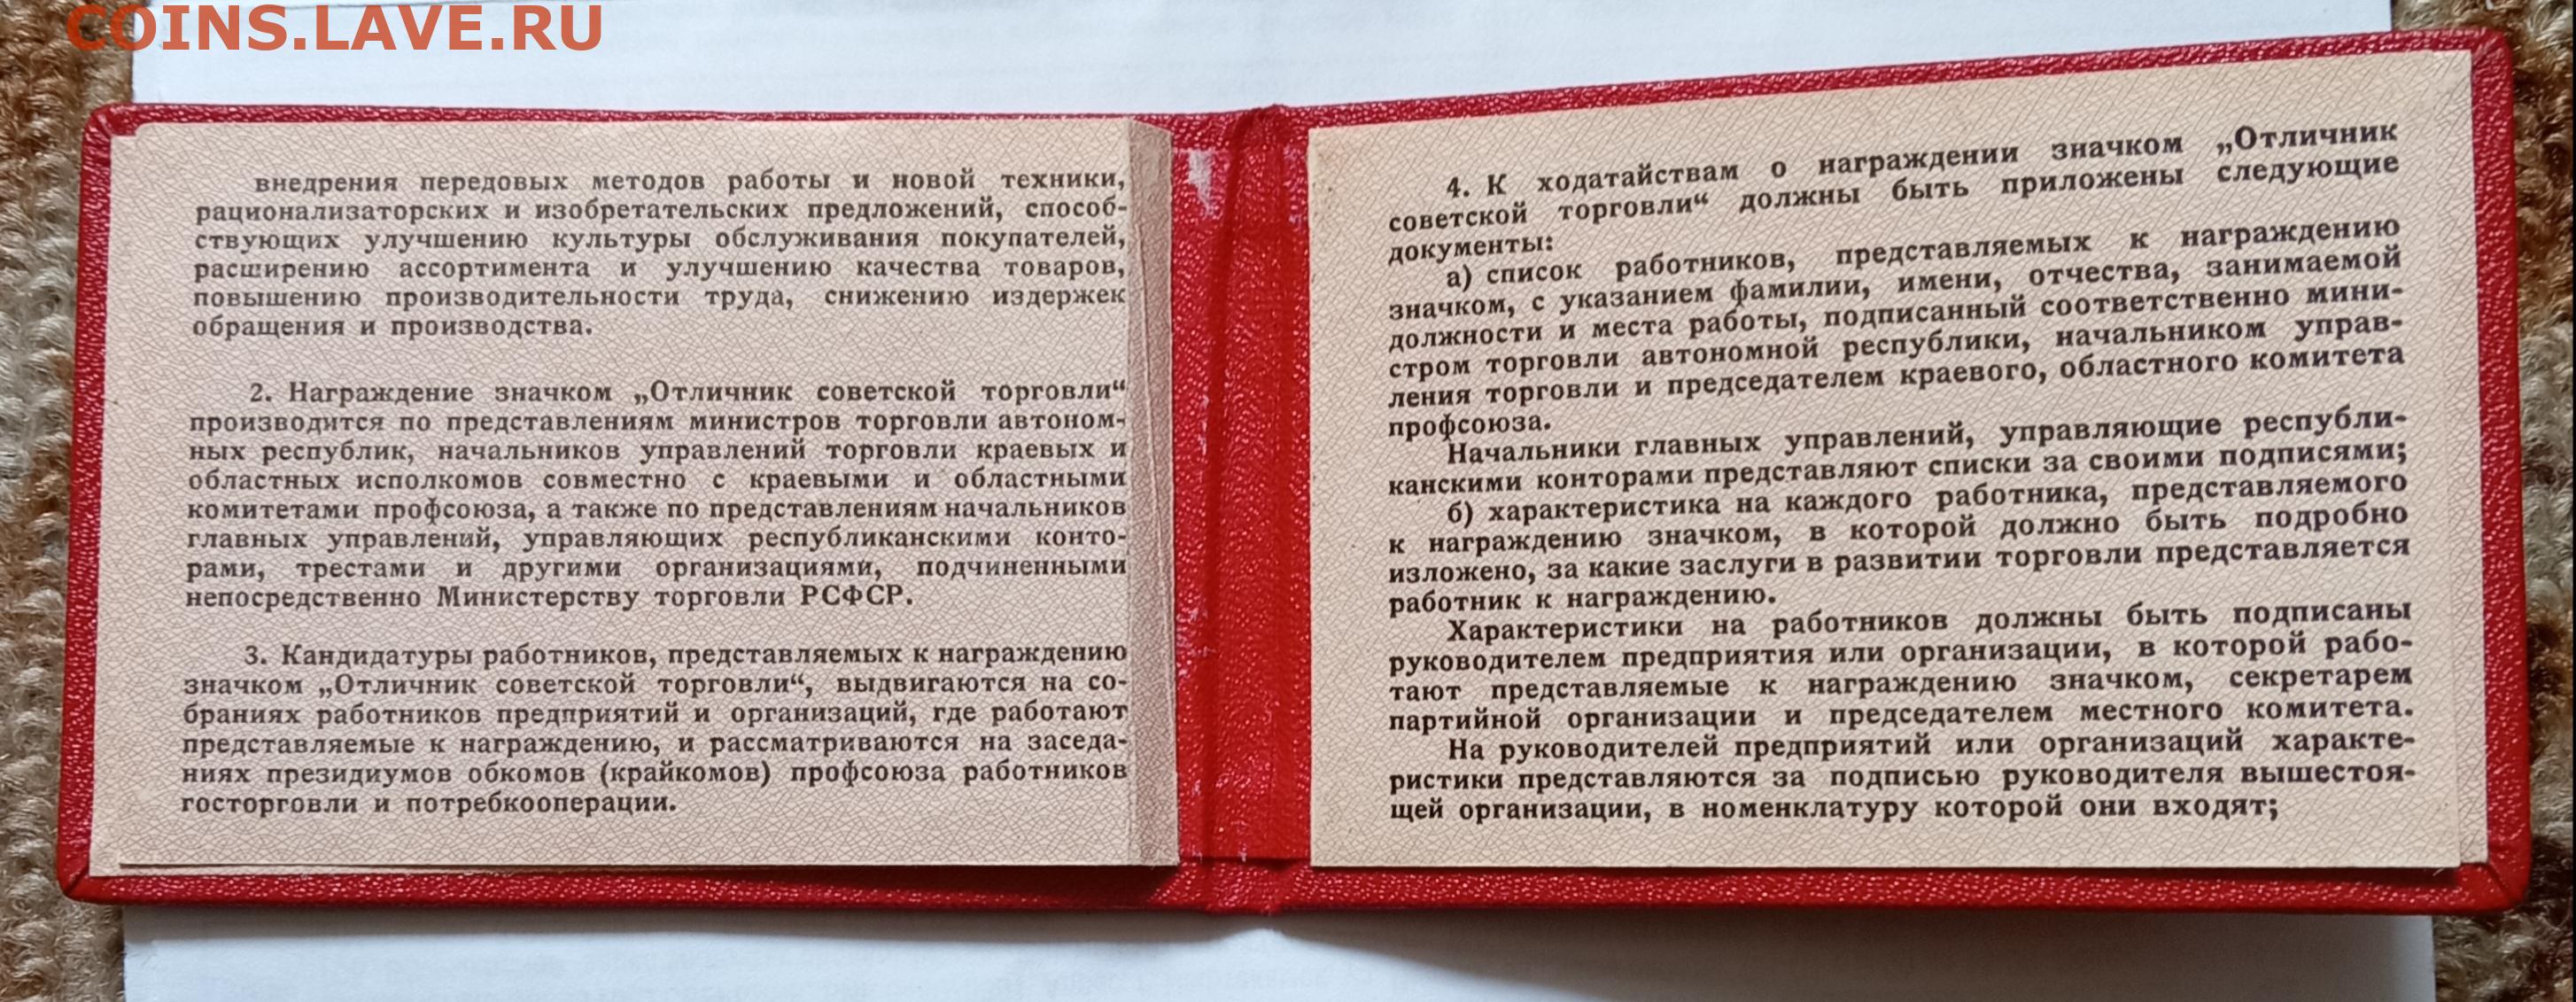 COINS.LAVE.RU
внедрения передовых методов работы и новой техники,
рационализаторских и изобретательских предложений, способ-
ствующих улучшению культуры обслуживания покупателей,
расширению ассортимента и улучшению качества товаров,
повышению производительности труда, снижению издержек
обращения и производства.
2. Награждение значком „Отличник советской торговли“
производится по представлениям министров торговли автоном-
ных республик, начальников управлений торговли краевых и
областных исполкомов совместно с краевыми и областными
комитетами профсоюза, а также по представлениям начальников
главных управлений, управляющих республиканскими конто-
рами, трестами и другими организациями, подчиненными
непосредственно Министерству торговли РСФСР.
3. Кандидатуры работников, представляемых к награждению
значком „Отличник советской торговли“, выдвигаются на со-
браниях работников предприятий и организаций, где работают
представляемые к награждению, и рассматриваются на заседа-
ниях президиумов обкомов (крайкомов) профсоюза работников
госторговли и потребкооперации.
4. К ходатайствам о награждении значком „Отличник
советской торговли“ должны быть приложены следующие
документы:
а) список работников, представляемых к награждению
значком, с указанием фамилии, имени, отчества, занимаемой
должности и места работы, подписанный соответственно мини-
стром торговли автономной республики, начальником управ-
ления торговли и председателем краевого, областного комитета
профсоюза.
Начальники главных управлений, управляющие республи-
канскими конторами представляют списки за своими подписями;
б) характеристика на каждого работника, представляемого
к награждению значком, в которой должно быть подробно
изложено, за какие заслуги в развитии торговли представляется
работник к награждению.
Характеристики на работников должны быть подписаны
руководителем предприятия или организации, в которой рабо-
тают представляемые к награждению значком, секретарем
партийной организации и председателем местного комитета.
На руководителей предприятий или организаций характе-
ристики представляются за подписью руководителя вышестоя-
щей организации, в номенклатуру которой они входят;